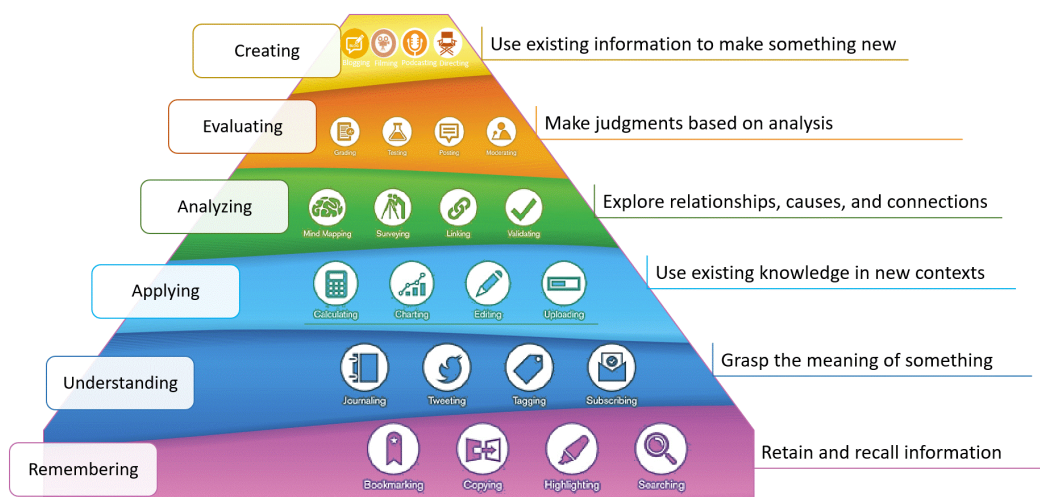 Creating
Blogging Filming Podcasting Directing
Use existing information to make something new
Evaluating
Grading Testing Posting Moderating
Make judgments based on analysis
Analyzing
Mind Mapping Surveying Linking Validating
Explore relationships, causes, and connections
Applying
Calculating Charting Editing Uploading
Use existing knowledge in new contexts
Understanding
Journaling Tweeting Tagging Subscribing
Grasp the meaning of something
Remembering
Bookmarking Copying Highlighting Searching
Retain and recall information